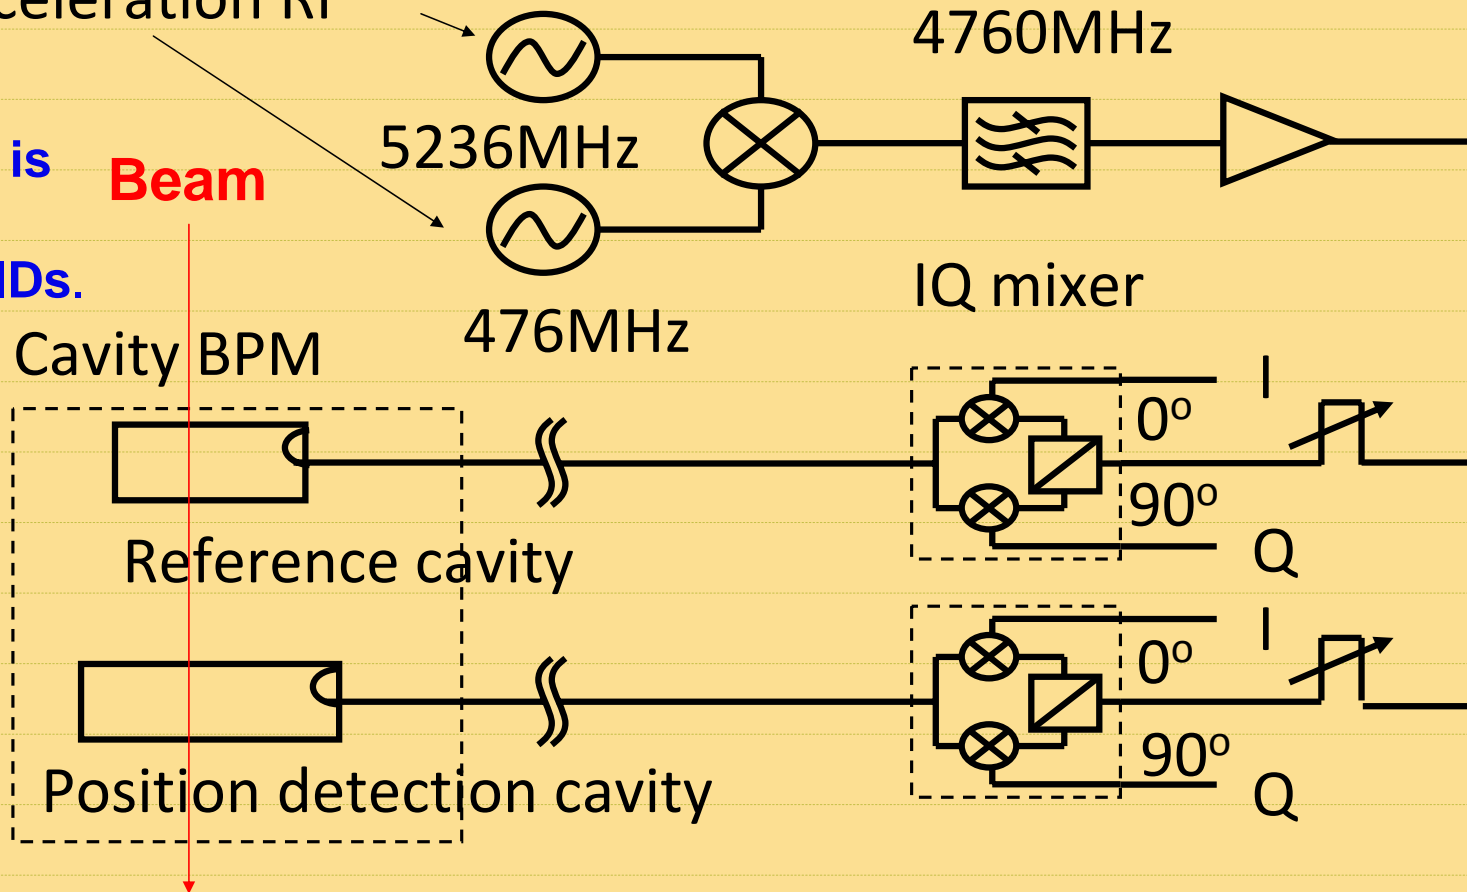 4760MHz
5236MHz
is
Beam
IDs.
476MHz
IQ mixer
Cavity BPM
I
0º
90º
Q
Reference cavity
I
0º
90º
Q
Position detection cavity